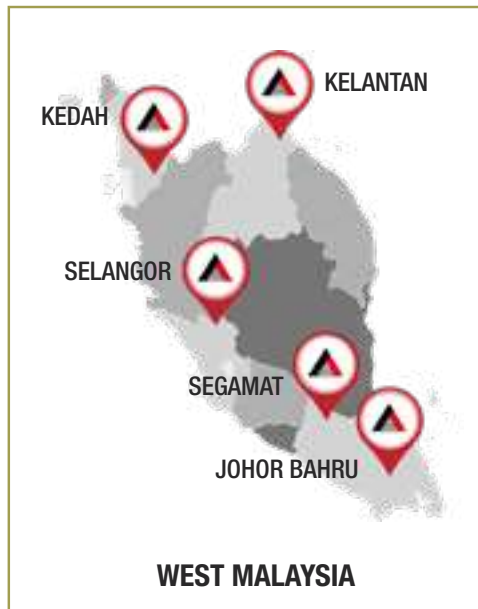 KELANTAN
KEDAH
SELANGOR
SEGAMAT
JOHOR BAHRU
WEST MALAYSIA